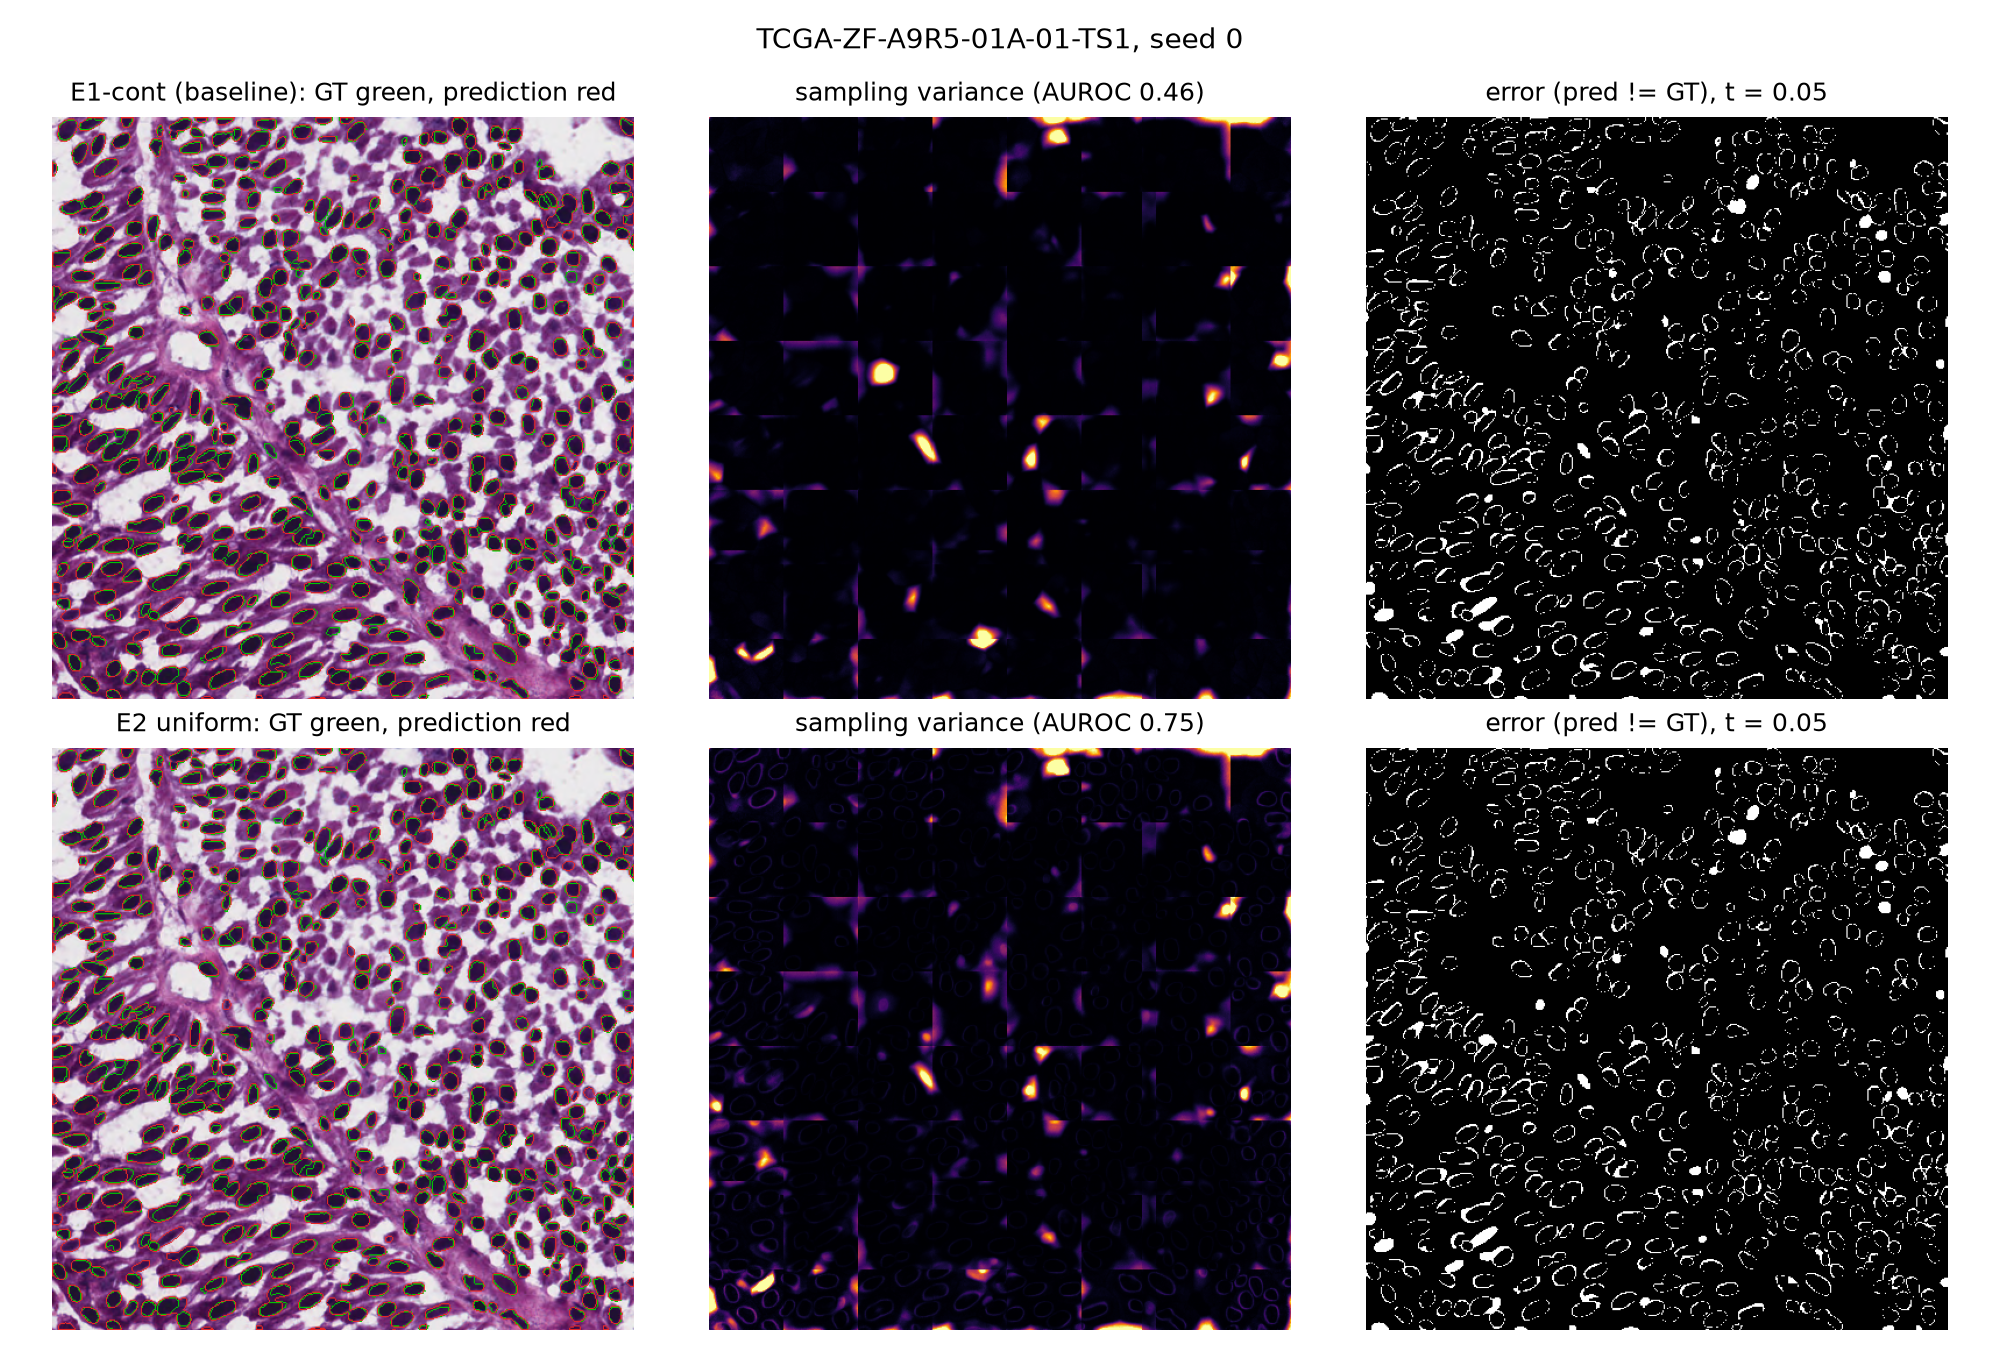 TCGA-ZF-A9R5-01A-01-TS1, seed 0
E1-cont (baseline): GT green, prediction red
sampling variance (AUROC 0.46)
error (pred != GT), t = 0.05
E2 uniform: GT green, prediction red
sampling variance (AUROC 0.75)
error (pred != GT), t = 0.05